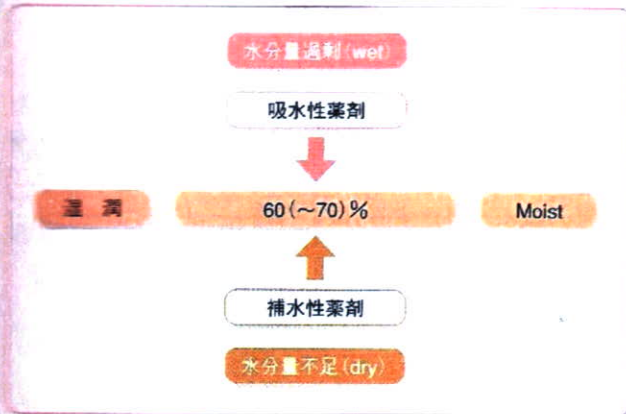 水分量過剰(wet)
吸水性薬剤
湿 潤 60(〜70)% Moist
補水性薬剤
水分量不足(dry)